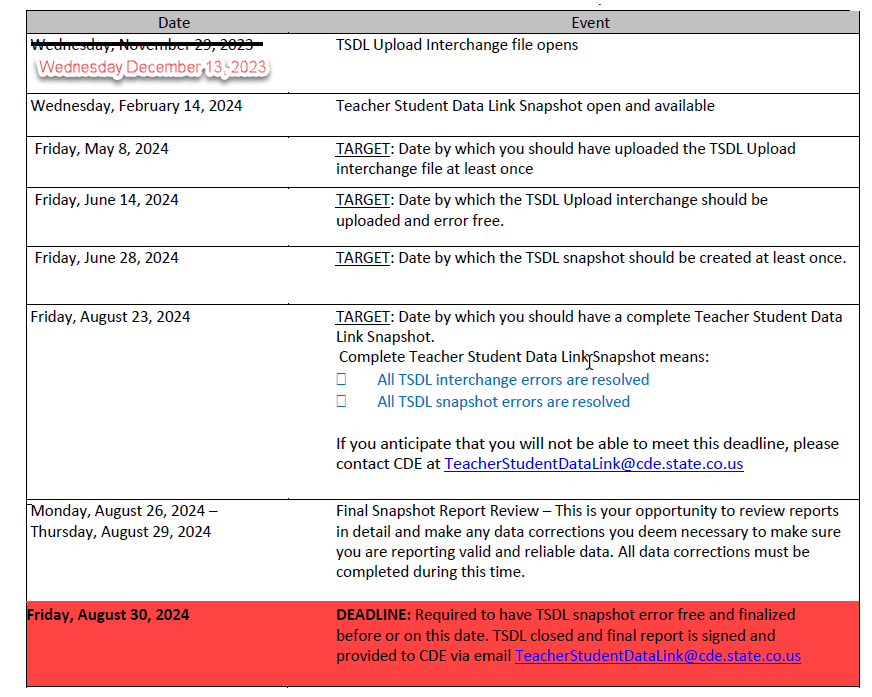 Date Event
Wednesday, November 29, 2023 TSDL Upload Interchange file opens
Wednesday December 13, 2023
Wednesday, February 14, 2024 Teacher Student Data Link Snapshot open and available
Friday, May 8, 2024 TARGET: Date by which you should have uploaded the TSDL Upload
interchange file at least once
Friday, June 14, 2024 TARGET: Date by which the TSDL Upload interchange should be
uploaded and error free.
Friday, June 28, 2024 TARGET: Date by which the TSDL snapshot should be created at least once.
Friday, August 23, 2024 TARGET: Date by which you should have a complete Teacher Student Data
Link Snapshot.
Complete Teacher Student Data Link Snapshot means:
All TSDL interchange errors are resolved
All TSDL snapshot errors are resolved
If you anticipate that you will not be able to meet this deadline, please
contact CDE at TeacherStudentDataLink@cde.state.co.us
Monday, August 26, 2024 – Final Snapshot Report Review – This is your opportunity to review reports
Thursday, August 29, 2024 in detail and make any data corrections you deem necessary to make sure
you are reporting valid and reliable data. All data corrections must be
completed during this time.
Friday, August 30, 2024 DEADLINE: Required to have TSDL snapshot error free and finalized
before or on this date. TSDL closed and final report is signed and
provided to CDE via email TeacherStudentDataLink@cde.state.co.us